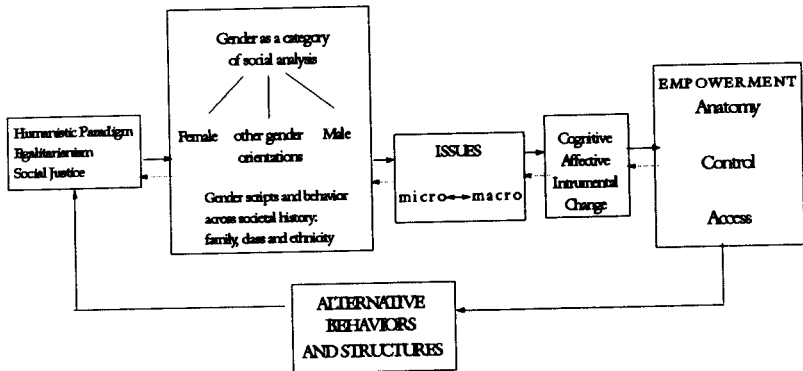 Gender as a category
of social analysis
Female other gender Male
orientations
Gender scripts and behavior
across societal history:
family, class and ethnicity
Humanistic Paradigm
Egalitarianism
Social Justice
ISSUES
micro↔macro
Cognitive
Affective
Intrumental
Change
EMPOWERMENT
Anatomy
Control
Access
ALTERNATIVE
BEHAVIORS
AND STRUCTURES